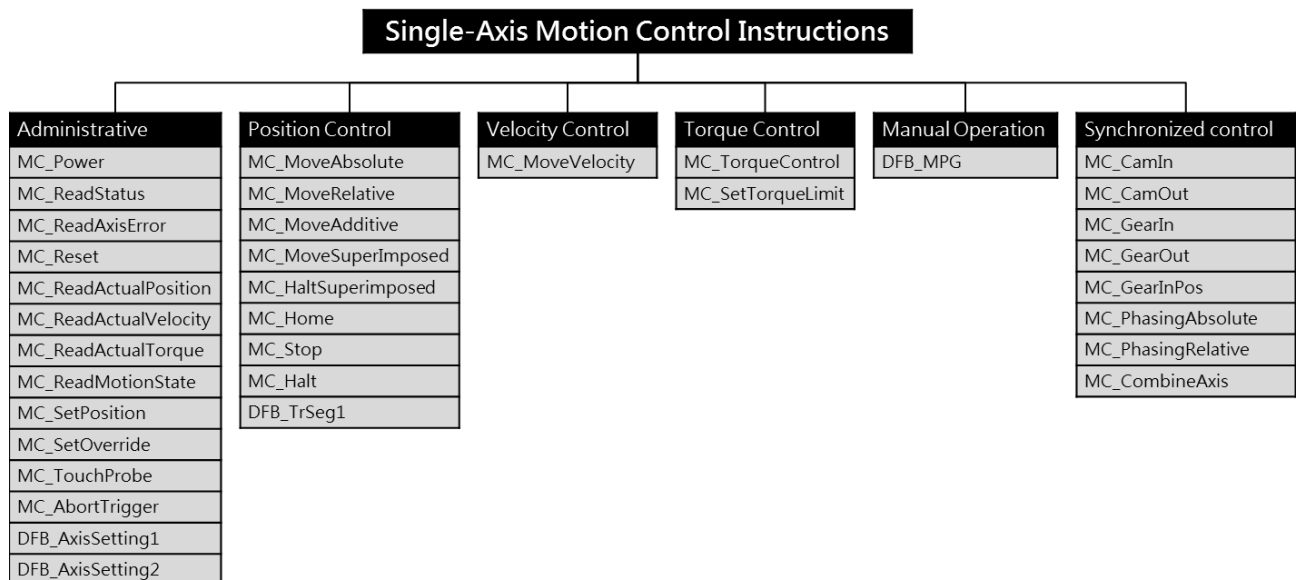 Single-Axis Motion Control Instructions
Administrative
MC_Power
MC_ReadStatus
MC_ReadAxisError
MC_Reset
MC_ReadActualPosition
MC_ReadActualVelocity
MC_ReadActualTorque
MC_ReadMotionState
MC_SetPosition
MC_SetOverride
MC_TouchProbe
MC_AbortTrigger
DFB_AxisSetting1
DFB_AxisSetting2
Position Control
MC_MoveAbsolute
MC_MoveRelative
MC_MoveAdditive
MC_MoveSuperImposed
MC_HaltSuperimposed
MC_Home
MC_Stop
MC_Halt
DFB_TrSeg1
Velocity Control
MC_MoveVelocity
Torque Control
MC_TorqueControl
MC_SetTorqueLimit
Manual Operation
DFB_MPG
Synchronized control
MC_CamIn
MC_CamOut
MC_GearIn
MC_GearOut
MC_GearInPos
MC_PhasingAbsolute
MC_PhasingRelative
MC_CombineAxis